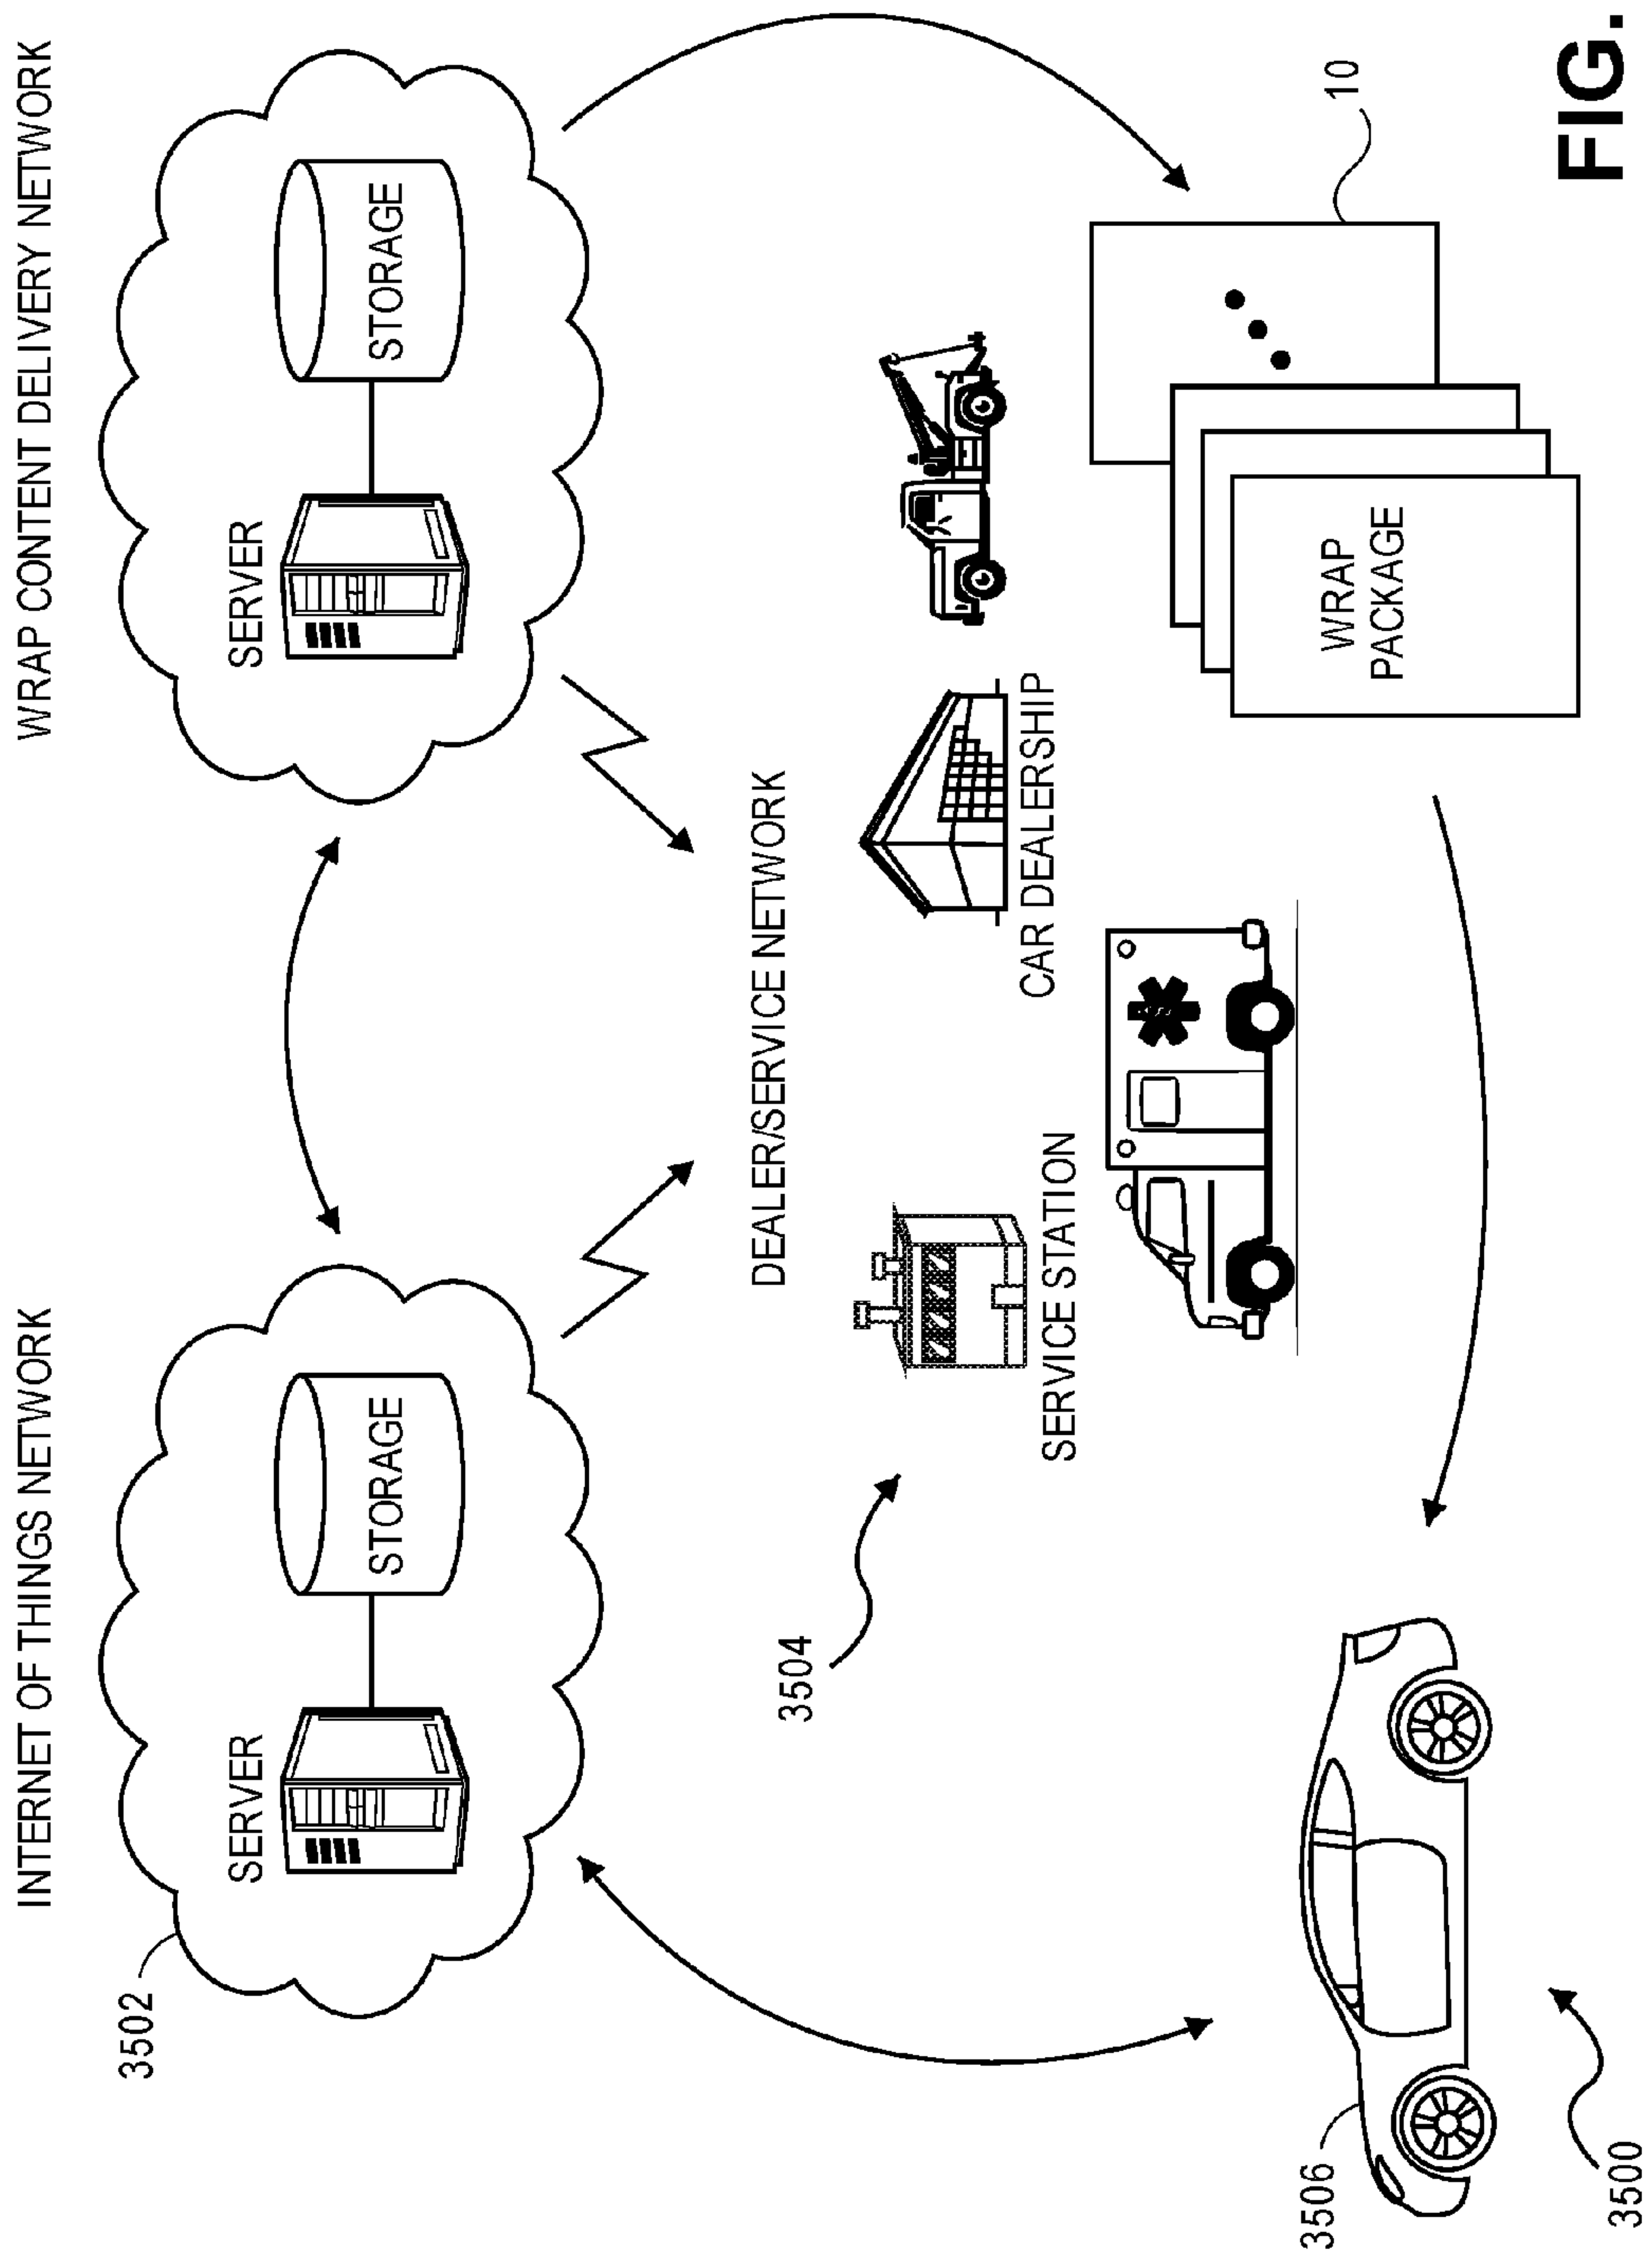 INTERNET OF THINGS NETWORK
WRAP CONTENT DELIVERY NETWORK
3502
SERVER
STORAGE
SERVER
STORAGE
DEALER/SERVICE NETWORK
3504
SERVICE STATION
CAR DEALERSHIP
10
WRAP
PACKAGE
3506
3500
FIG.